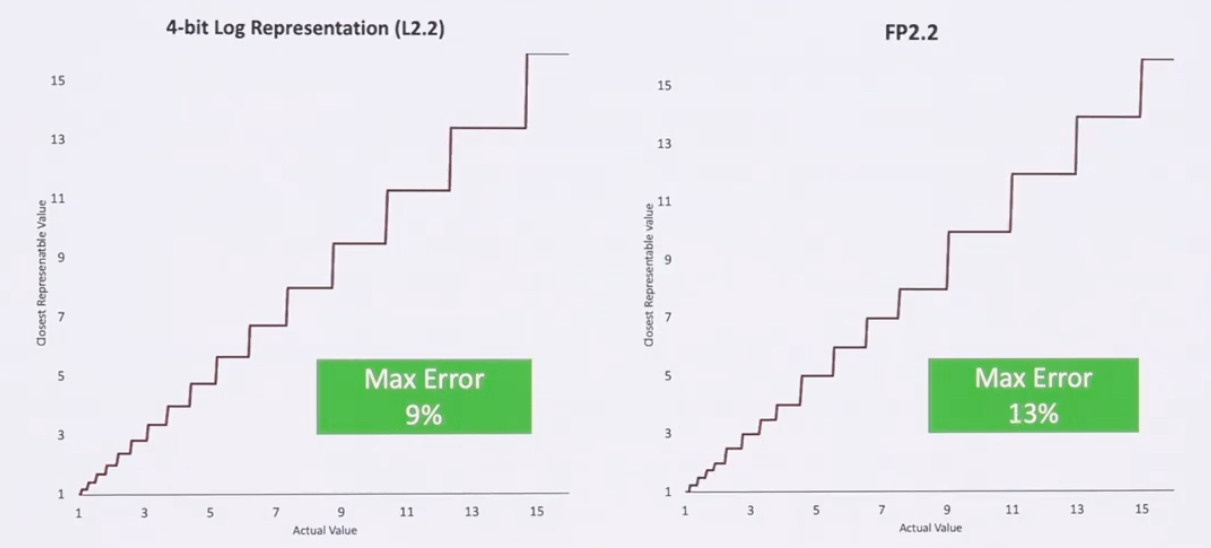 4-bit Log Representation (L2.2)
15
13
11
9
7
5
3
1
Closest Represenatble Value
1 3 5 7 9 11 13 15
Actual Value
Max Error
9%
FP2.2
15
13
11
9
7
5
3
1
Closest Representable value
1 3 5 7 9 11 13 15
Actual Value
Max Error
13%